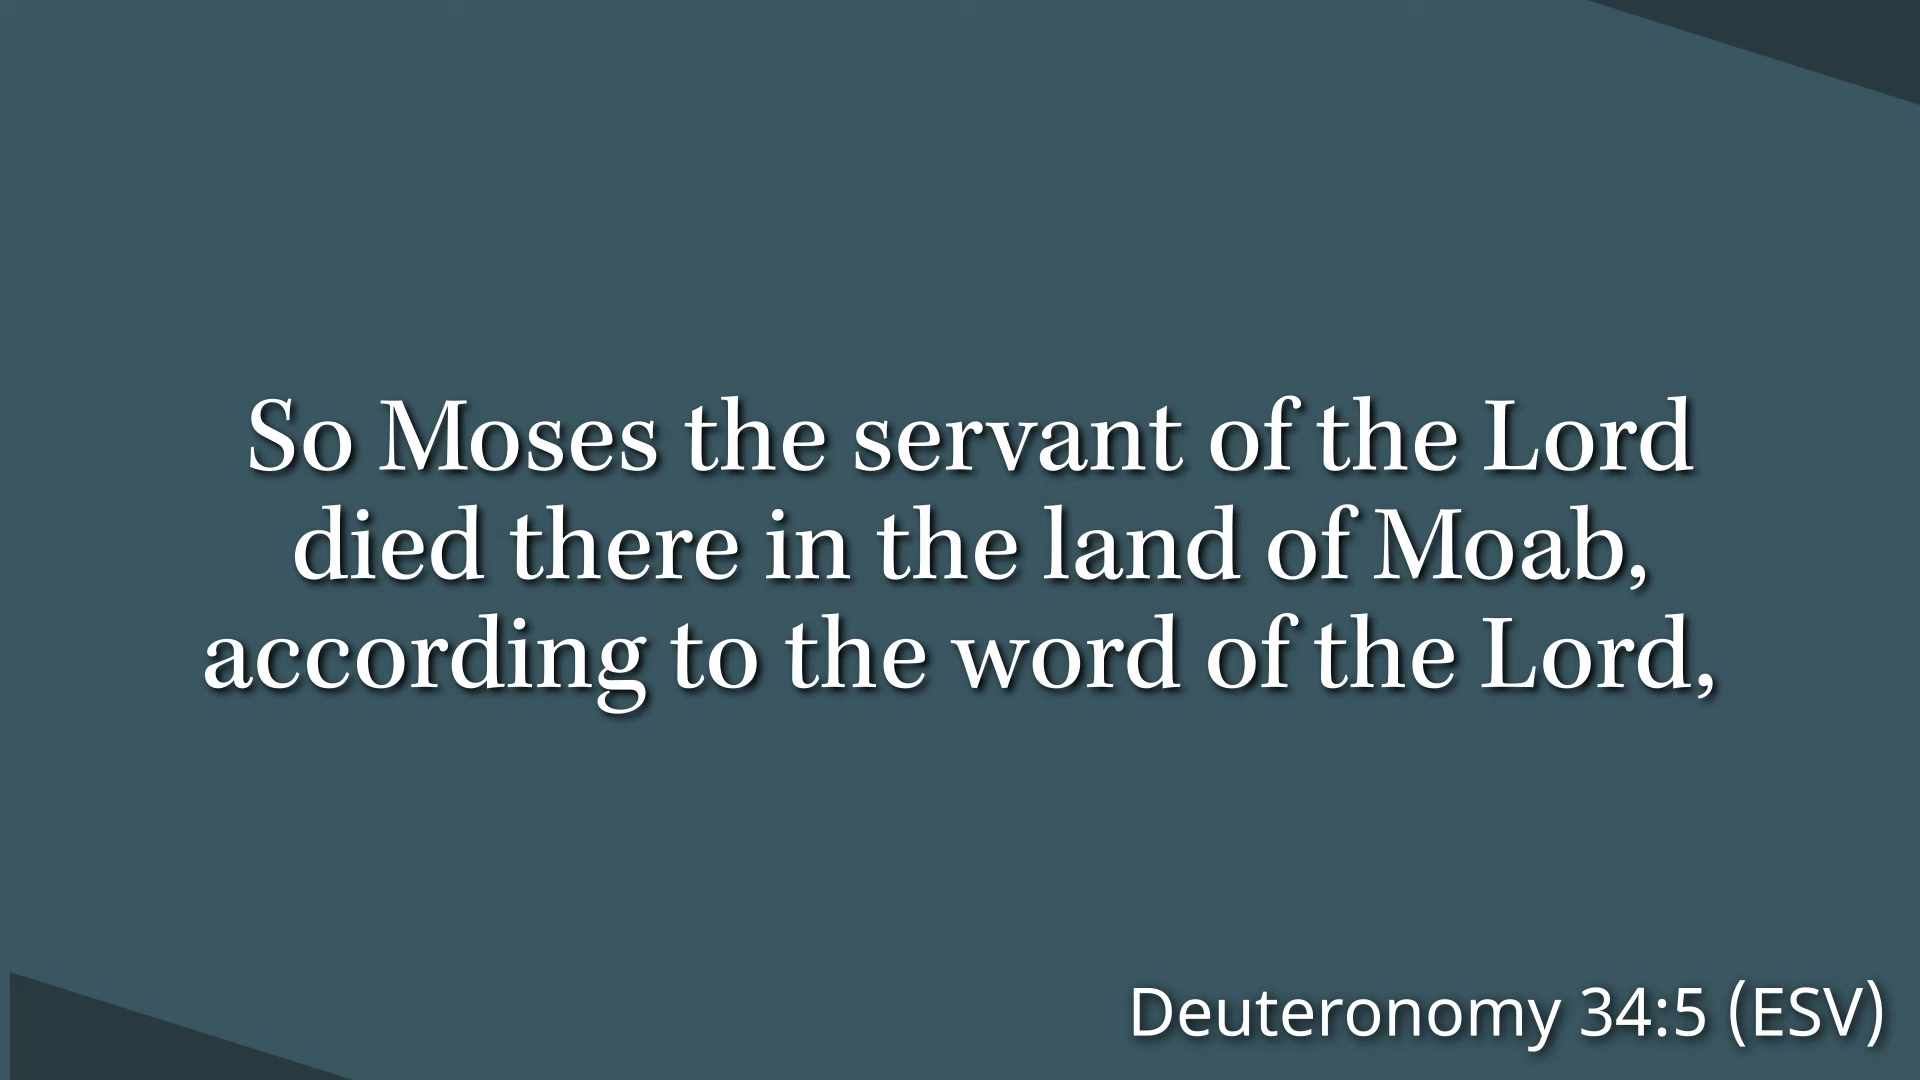 So Moses the servant of the Lord
died there in the land of Moab,
according to the word of the Lord,
Deuteronomy 34:5 (ESV)